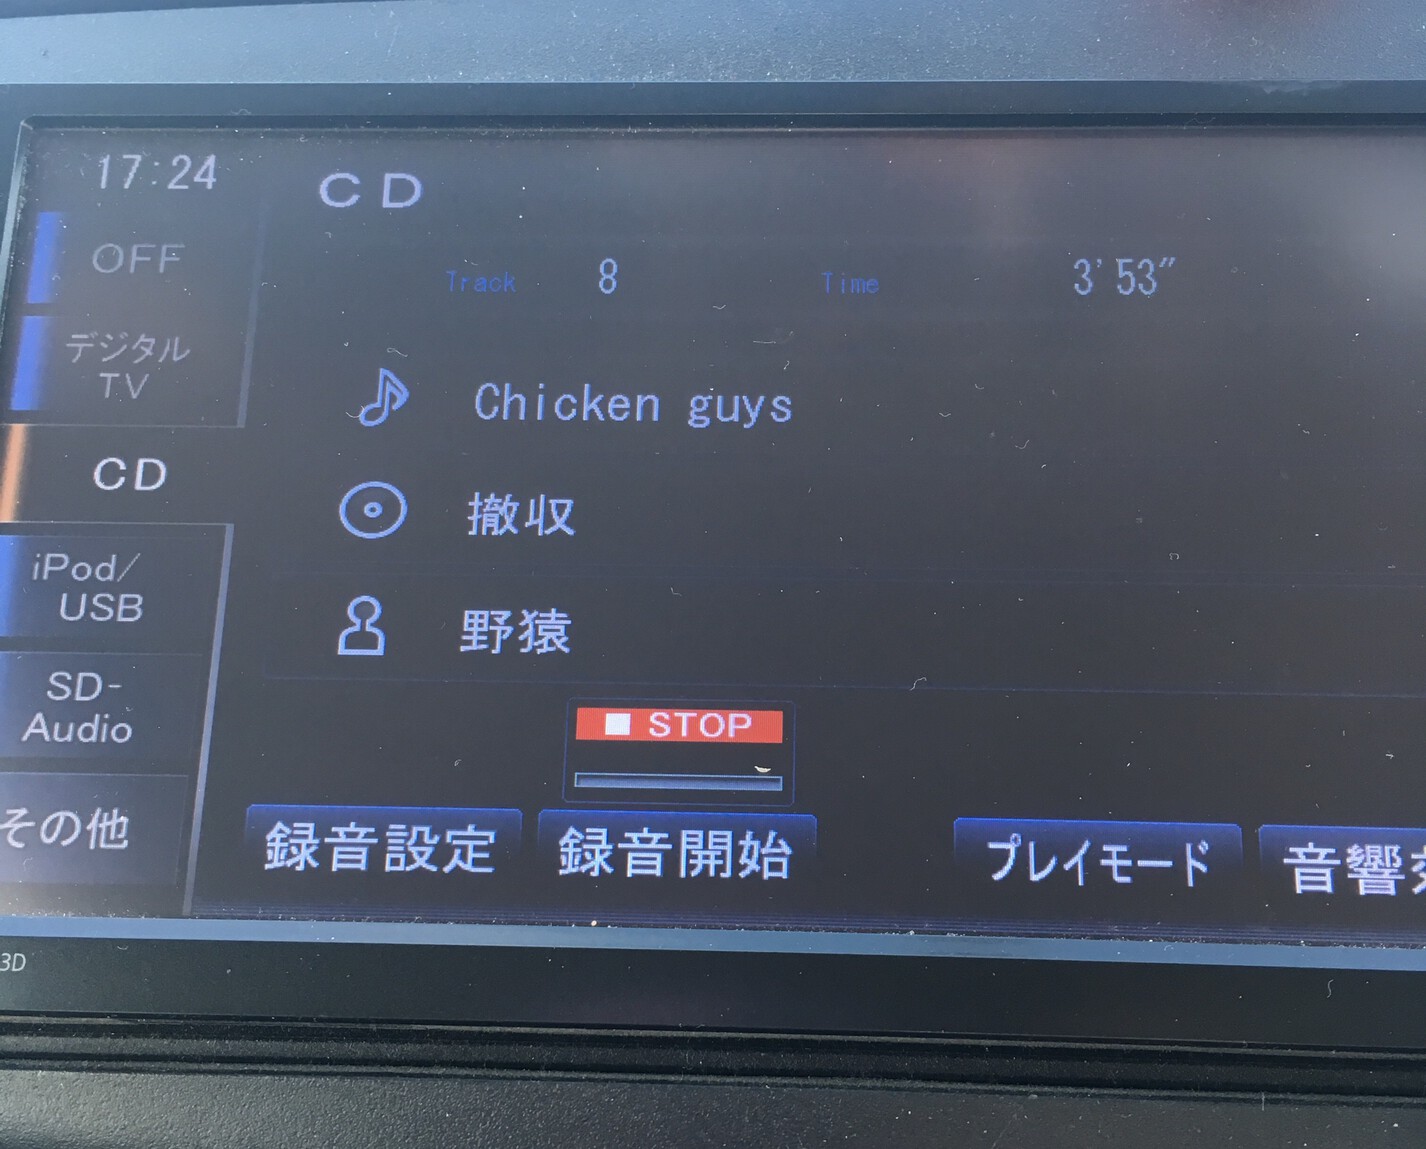 17:24
CD
OFF
Track 8 Time 3'53"
デジタル
TV
Chicken guys
CD
撤収
iPod/
USB
野猿
SD-
Audio
STOP
その他
録音設定
録音開始
プレイモード
音響
3D